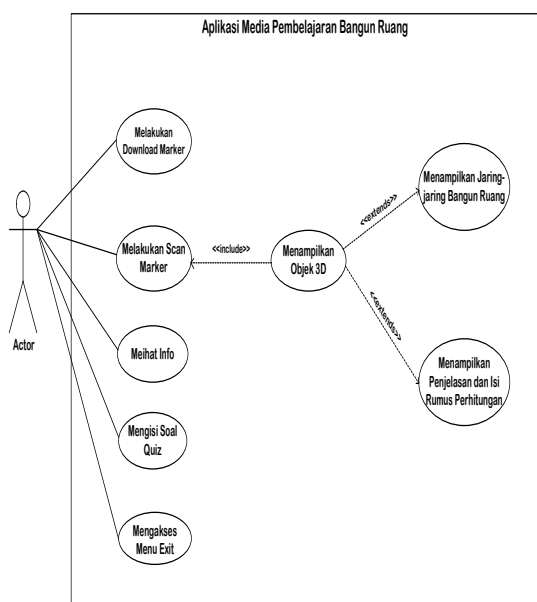 Aplikasi Media Pembelajaran Bangun Ruang
Melakukan
Download Marker
Menampilkan Jaring-
jaring Bangun Ruang
<<extends>>
Melakukan Scan
Marker
<<include>>
Menampilkan
Objek 3D
<<extends>>
Actor
Meihat Info
Menampilkan
Penjelasan dan Isi
Rumus Perhitungan
Mengisi Soal
Quiz
Mengakses
Menu Exit